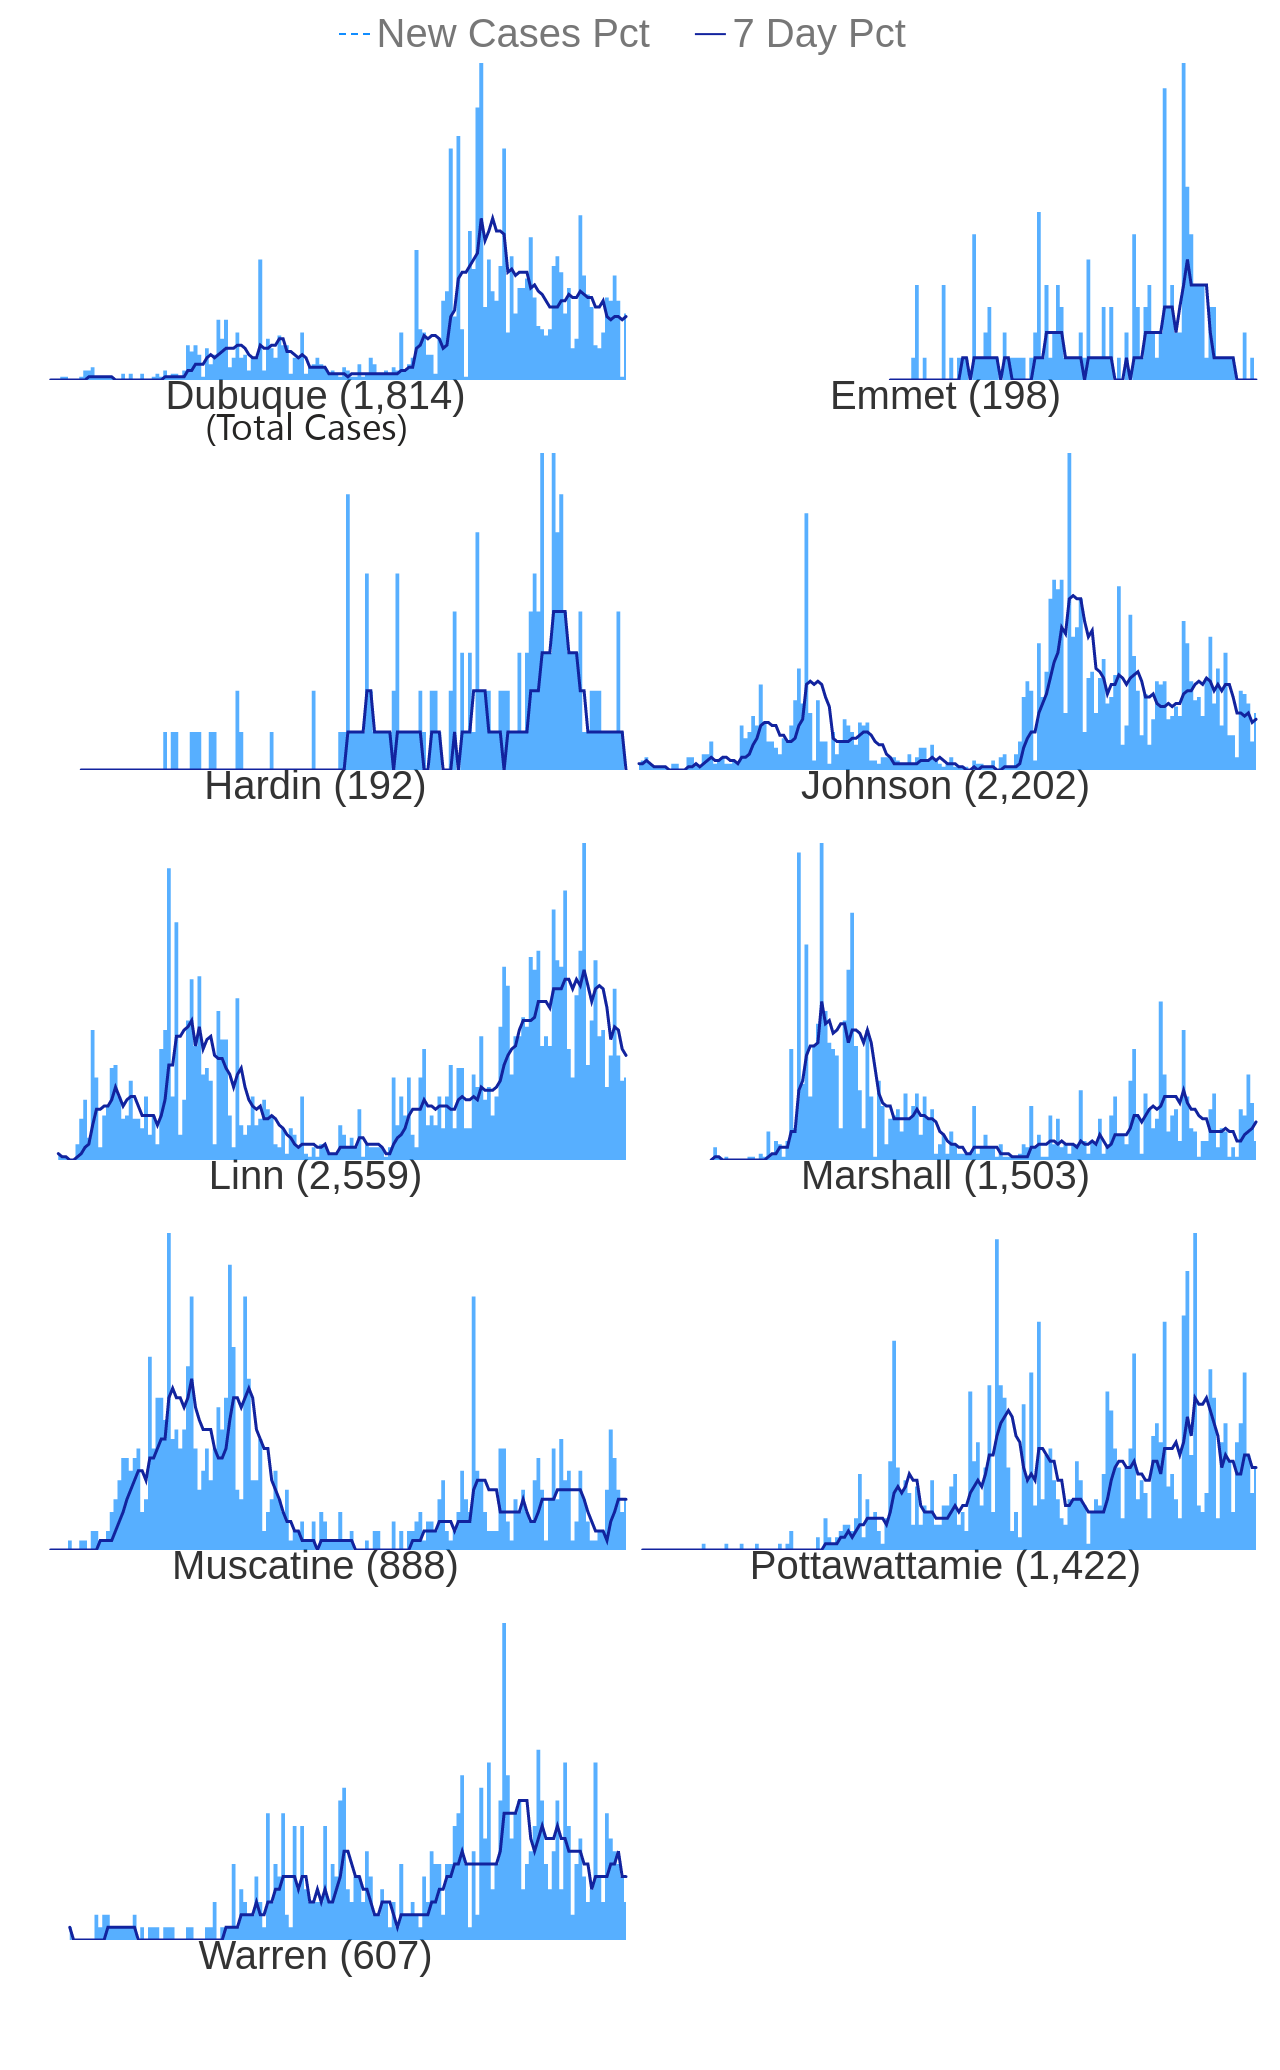 New Cases Pct 7 Day Pct
Dubuque (1,814) Emmet (198)
(Total Cases)
Hardin (192) Johnson (2,202)
Linn (2,559) Marshall (1,503)
Muscatine (888) Pottawattamie (1,422)
Warren (607)